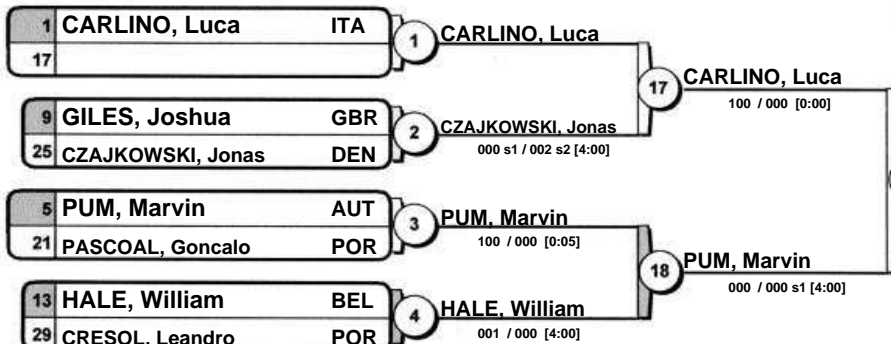 1 CARLINO, Luca ITA
17
1
CARLINO, Luca
9 GILES, Joshua GBR
25 CZAJKOWSKI, Jonas DEN
2
CZAJKOWSKI, Jonas
000 s1 / 002 s2 [4:00]
17
CARLINO, Luca
100 / 000 [0:00]
5 PUM, Marvin AUT
21 PASCOAL, Goncalo POR
3
PUM, Marvin
100 / 000 [0:05]
13 HALE, William BEL
29 CRESOL, Leandro POR
4
HALE, William
001 / 000 [4:00]
18
PUM, Marvin
000 / 000 s1 [4:00]